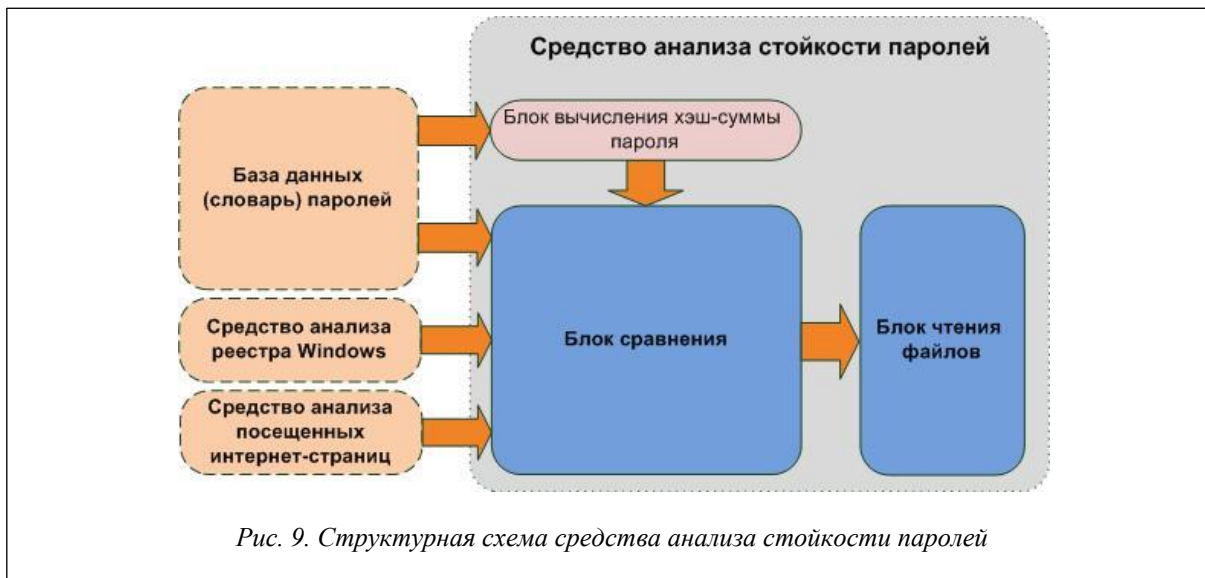 Средство анализа стойкости паролей
Блок вычисления хэш-суммы
пароля
База данных
(словарь) паролей
Средство анализа
реестра Windows
Блок сравнения
Блок чтения
файлов
Средство анализа
посещенных
интернет-страниц
Рис. 9. Структурная схема средства анализа стойкости паролей